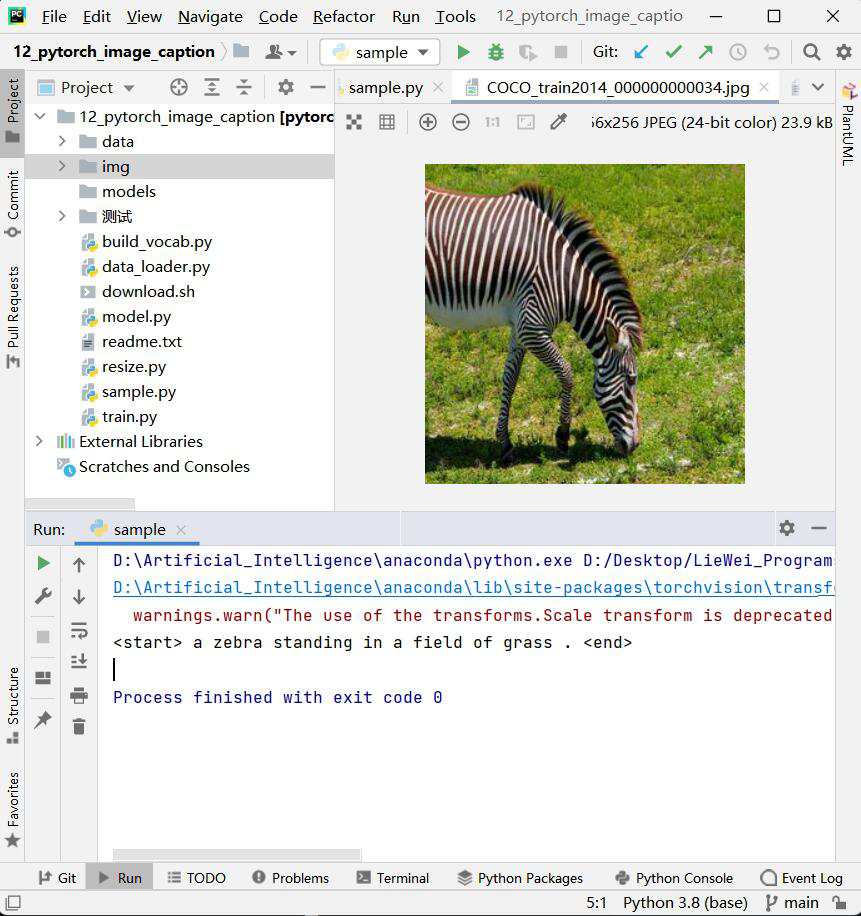 File Edit View Navigate Code Refactor Run Tools 12_pytorch_image_captio
12_pytorch_image_caption sample Git:
Project
sample.py COCO_train2014_000000000034.jpg
1:1 56x256 JPEG (24-bit color) 23.9 kB
12_pytorch_image_caption [pytorc
data
img
models
测试
build_vocab.py
data_loader.py
download.sh
model.py
readme.txt
resize.py
sample.py
train.py
External Libraries
Scratches and Consoles
Project
Commit
Pull Requests
Structure
Favorites
PlantUML
Run: sample
D:\Artificial_Intelligence\anaconda\python.exe D:/Desktop/LieWei_Program
D:\Artificial_Intelligence\anaconda\lib\site-packages\torchvision\transf
warnings.warn("The use of the transforms.Scale transform is deprecated
<start> a zebra standing in a field of grass . <end>
Process finished with exit code 0
Git Run TODO Problems Terminal Python Packages Python Console Event Log
5:1 Python 3.8 (base) main